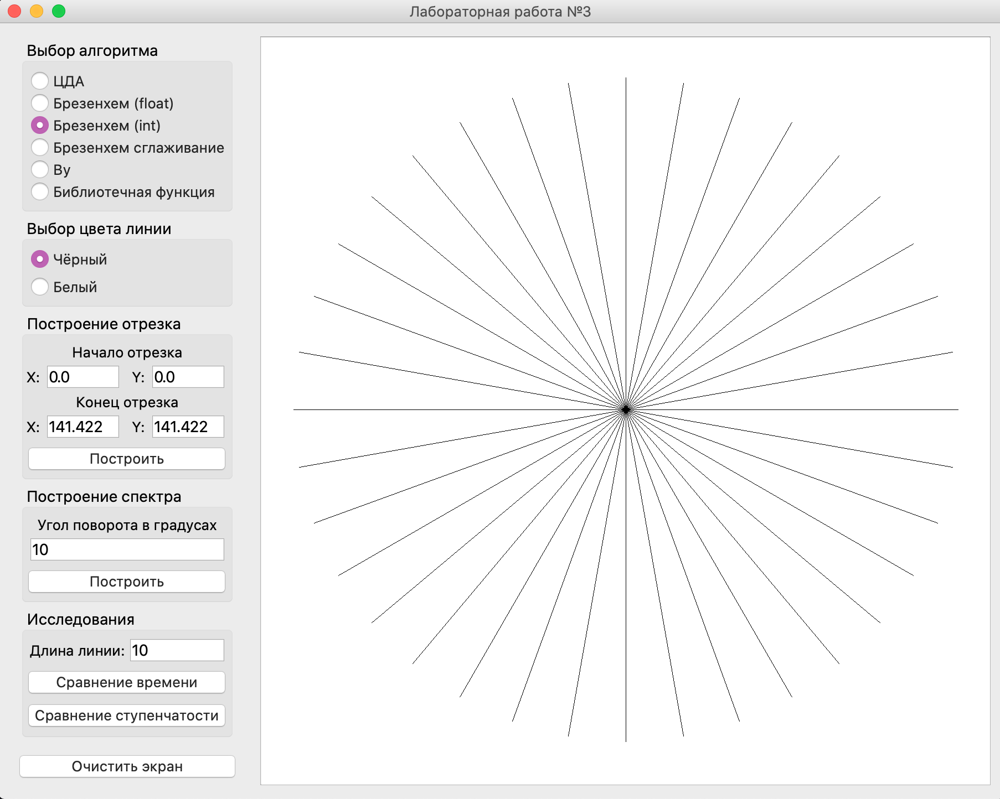 Лабораторная работа №3
Выбор алгоритма
ЦДА
Брезенхем (float)
Брезенхем (int)
Брезенхем сглаживание
Ву
Библиотечная функция
Выбор цвета линии
Чёрный
Белый
Построение отрезка
Начало отрезка
X: 0.0 Y: 0.0
Конец отрезка
X: 141.422 Y: 141.422
Построить
Построение спектра
Угол поворота в градусах
10
Построить
Исследования
Длина линии: 10
Сравнение времени
Сравнение ступенчатости
Очистить экран